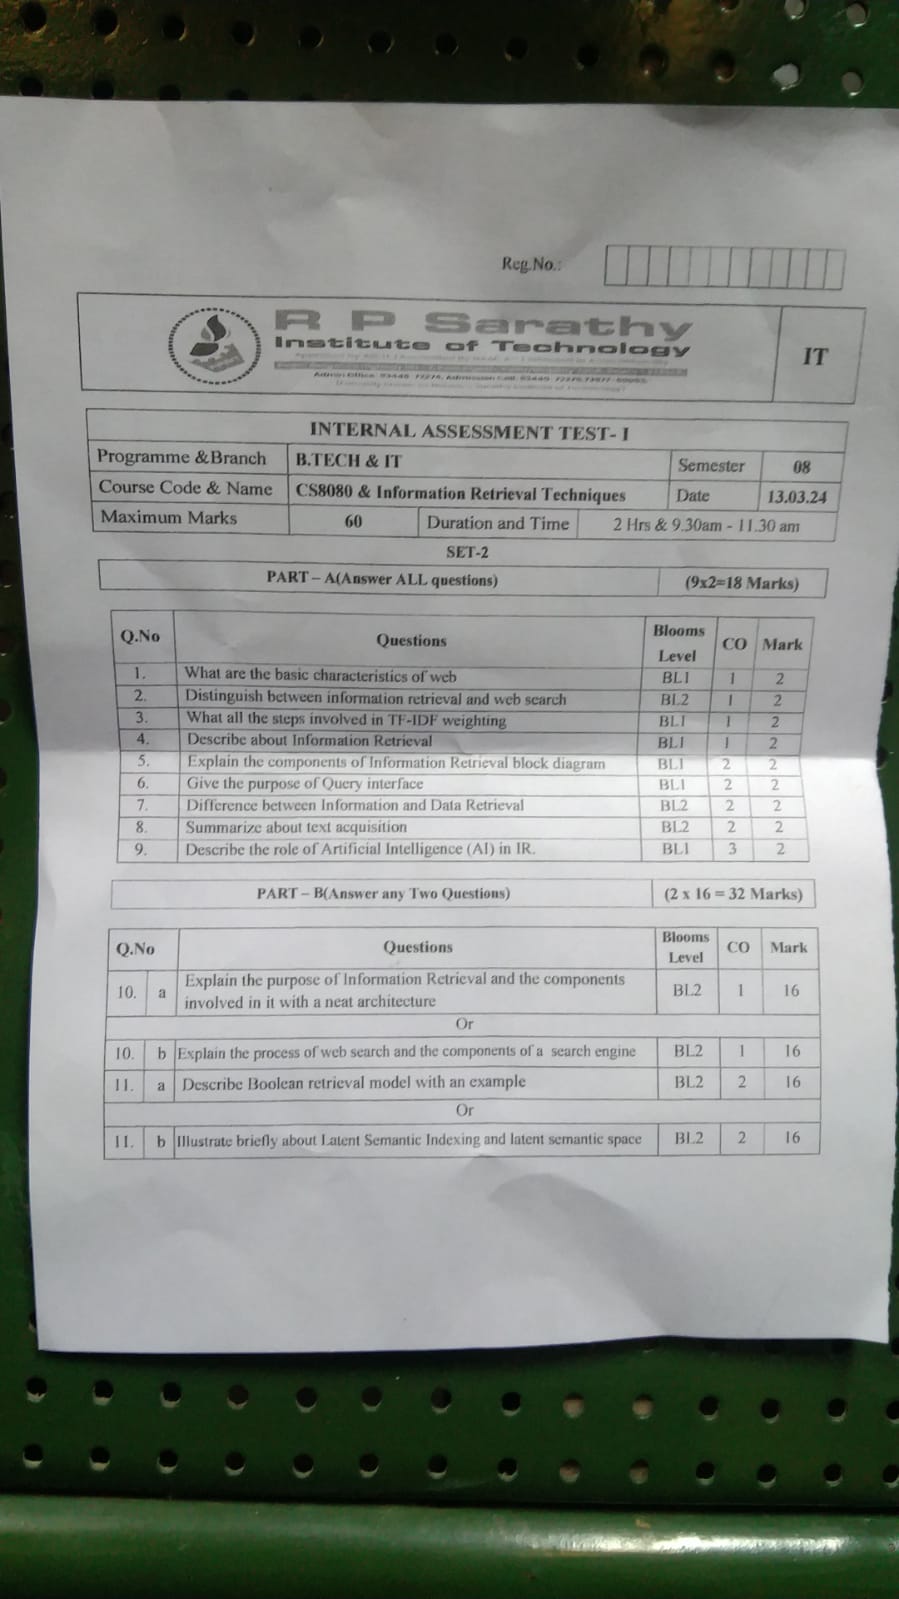 Reg.No.:
R P Sarathy
Institute of Technology
IT
INTERNAL ASSESSMENT TEST- I
Programme &Branch B.TECH & IT Semester 08
Course Code & Name CS8080 & Information Retrieval Techniques Date 13.03.24
Maximum Marks 60 Duration and Time 2 Hrs & 9.30am - 11.30 am
SET-2
PART – A(Answer ALL questions) (9x2=18 Marks)
Q.No Questions Blooms Level CO Mark
1. What are the basic characteristics of web BL1 1 2
2. Distinguish between information retrieval and web search BL2 1 2
3. What all the steps involved in TF-IDF weighting BL1 1 2
4. Describe about Information Retrieval BL1 1 2
5. Explain the components of Information Retrieval block diagram BL1 2 2
6. Give the purpose of Query interface BL1 2 2
7. Difference between Information and Data Retrieval BL2 2 2
8. Summarize about text acquisition BL2 2 2
9. Describe the role of Artificial Intelligence (AI) in IR. BL1 3 2
PART – B(Answer any Two Questions) (2 x 16 = 32 Marks)
Q.No Questions Blooms Level CO Mark
10. a Explain the purpose of Information Retrieval and the components
involved in it with a neat architecture BL2 1 16
Or
10. b Explain the process of web search and the components of a search engine BL2 1 16
11. a Describe Boolean retrieval model with an example BL2 2 16
Or
11. b Illustrate briefly about Latent Semantic Indexing and latent semantic space BL2 2 16